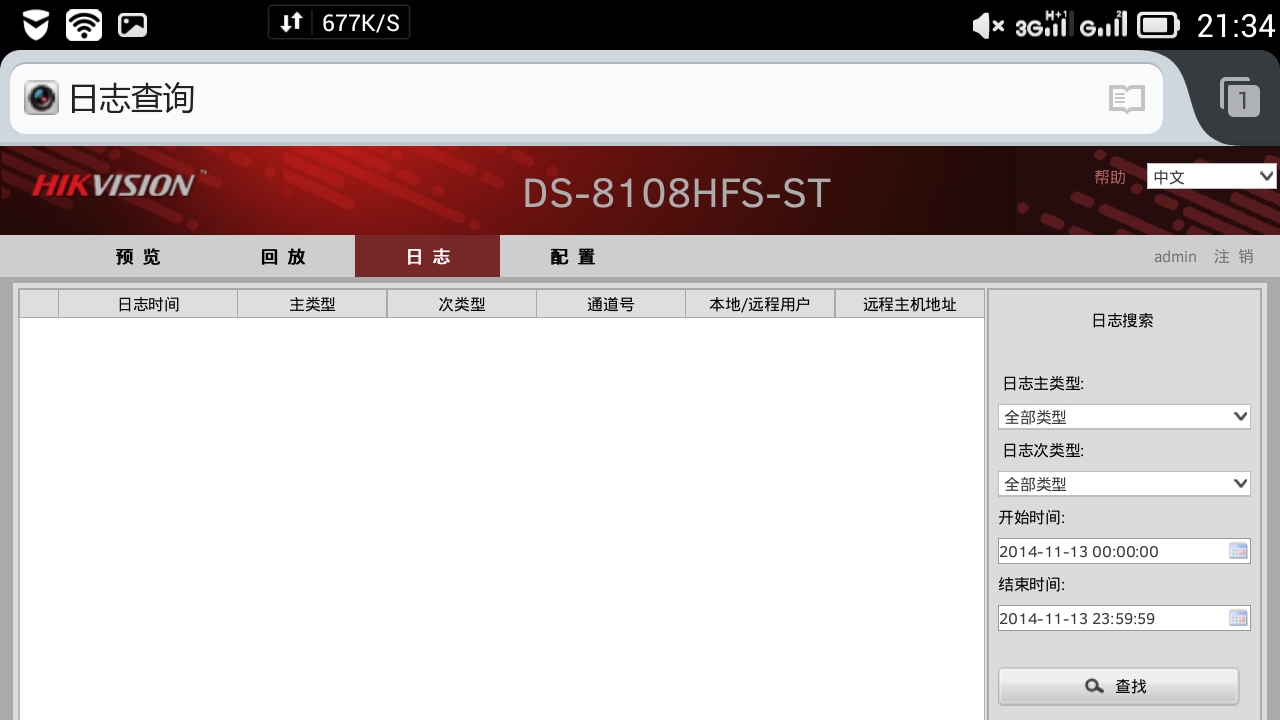 677K/S 3G H+1 G 2 21:34
日志查询 1
HIKVISION™ DS-8108HFS-ST 帮助 中文
预览 回放 日志 配置 admin 注销
日志时间 主类型 次类型 通道号 本地/远程用户 远程主机地址
日志搜索
日志主类型:
全部类型
日志次类型:
全部类型
开始时间:
2014-11-13 00:00:00
结束时间:
2014-11-13 23:59:59
查找